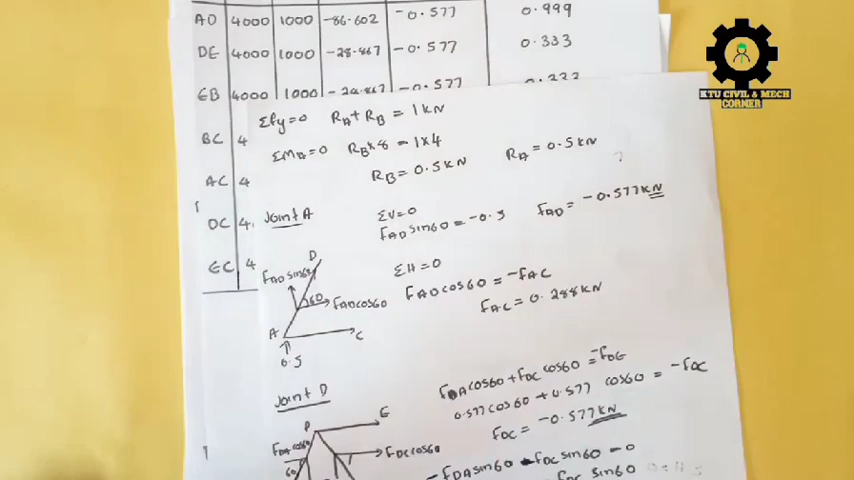 AD 4000 1000 -86.602 -0.577 0.999
DE 4000 1000 -28.867 -0.577 0.333
EB 4000 1000 -0.577
BC 4
AC 4
DC 4
EC 4
KTU CIVIL & MECH
CORNER
Σfy=0 RA+RB = 1kN
ΣMA=0 RB*8 = 1x4
RB= 0.5kN RA= 0.5kN
Joint A
ΣV=0
FAD sin60 = -0.5 FAD= -0.577kN
ΣH=0
FAD cos60 = -FAC
FAC= 0.288kN
D
FAD sin60
60 FAD cos60
A C
0.5
Joint D
FDA cos60 + FDC cos60 = -FDE
0.577 cos60 + 0.577 cos60 = -FDC
FDC = -0.577kN
D E
FDA cos60
60
FDC cos60
-FDA sin60 - FDC sin60 = 0
sin60